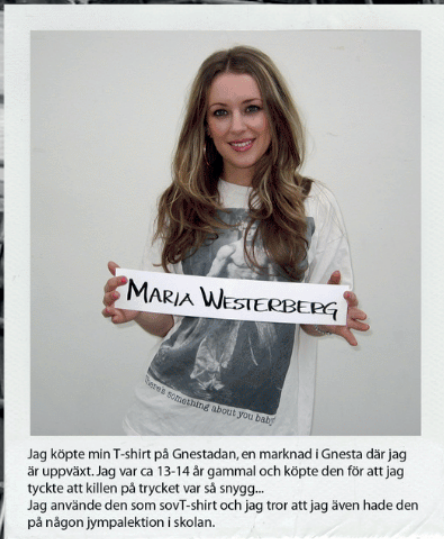 MARIA WESTERBERG
there's something about you baby
Jag köpte min T-shirt på Gnestadan, en marknad i Gnesta där jag
är uppväxt. Jag var ca 13-14 år gammal och köpte den för att jag
tyckte att killen på trycket var så snygg...
Jag använde den som sovT-shirt och jag tror att jag även hade den
på någon jympalektion i skolan.